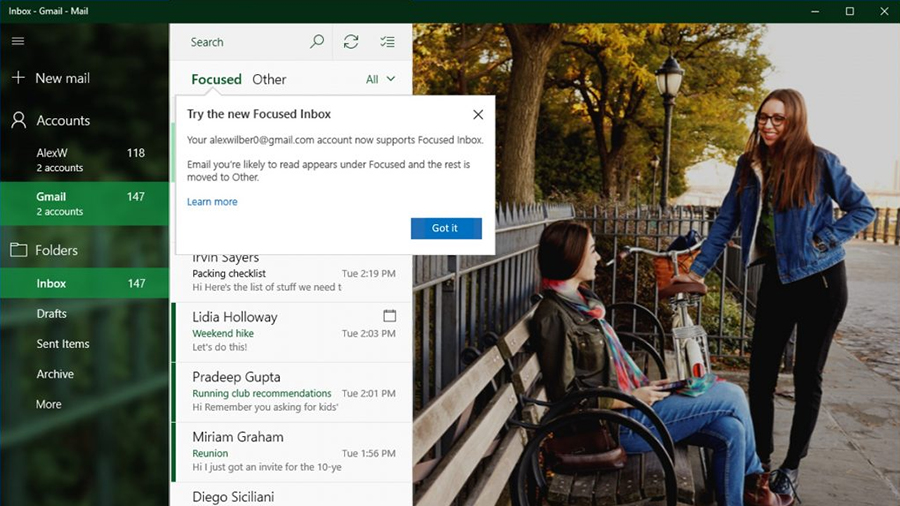 Inbox - Gmail - Mail
New mail
Accounts
AlexW 118
2 accounts
Gmail 147
2 accounts
Folders
Inbox 147
Drafts
Sent Items
Archive
More
Search
Focused Other All
Try the new Focused Inbox
Your alexwilber0@gmail.com account now supports Focused Inbox.
Email you're likely to read appears under Focused and the rest is
moved to Other.
Learn more
Got it
Irvin Sayers
Packing checklist Tue 2:19 PM
Hi Here's the list of stuff we need t
Lidia Holloway
Weekend hike Tue 2:03 PM
Let's do this!
Pradeep Gupta
Running club recommendations Tue 2:01 PM
Hi Remember you asking for kids'
Miriam Graham
Reunion Tue 1:56 PM
Hi I just got an invite for the 10-ye
Diego Siciliani